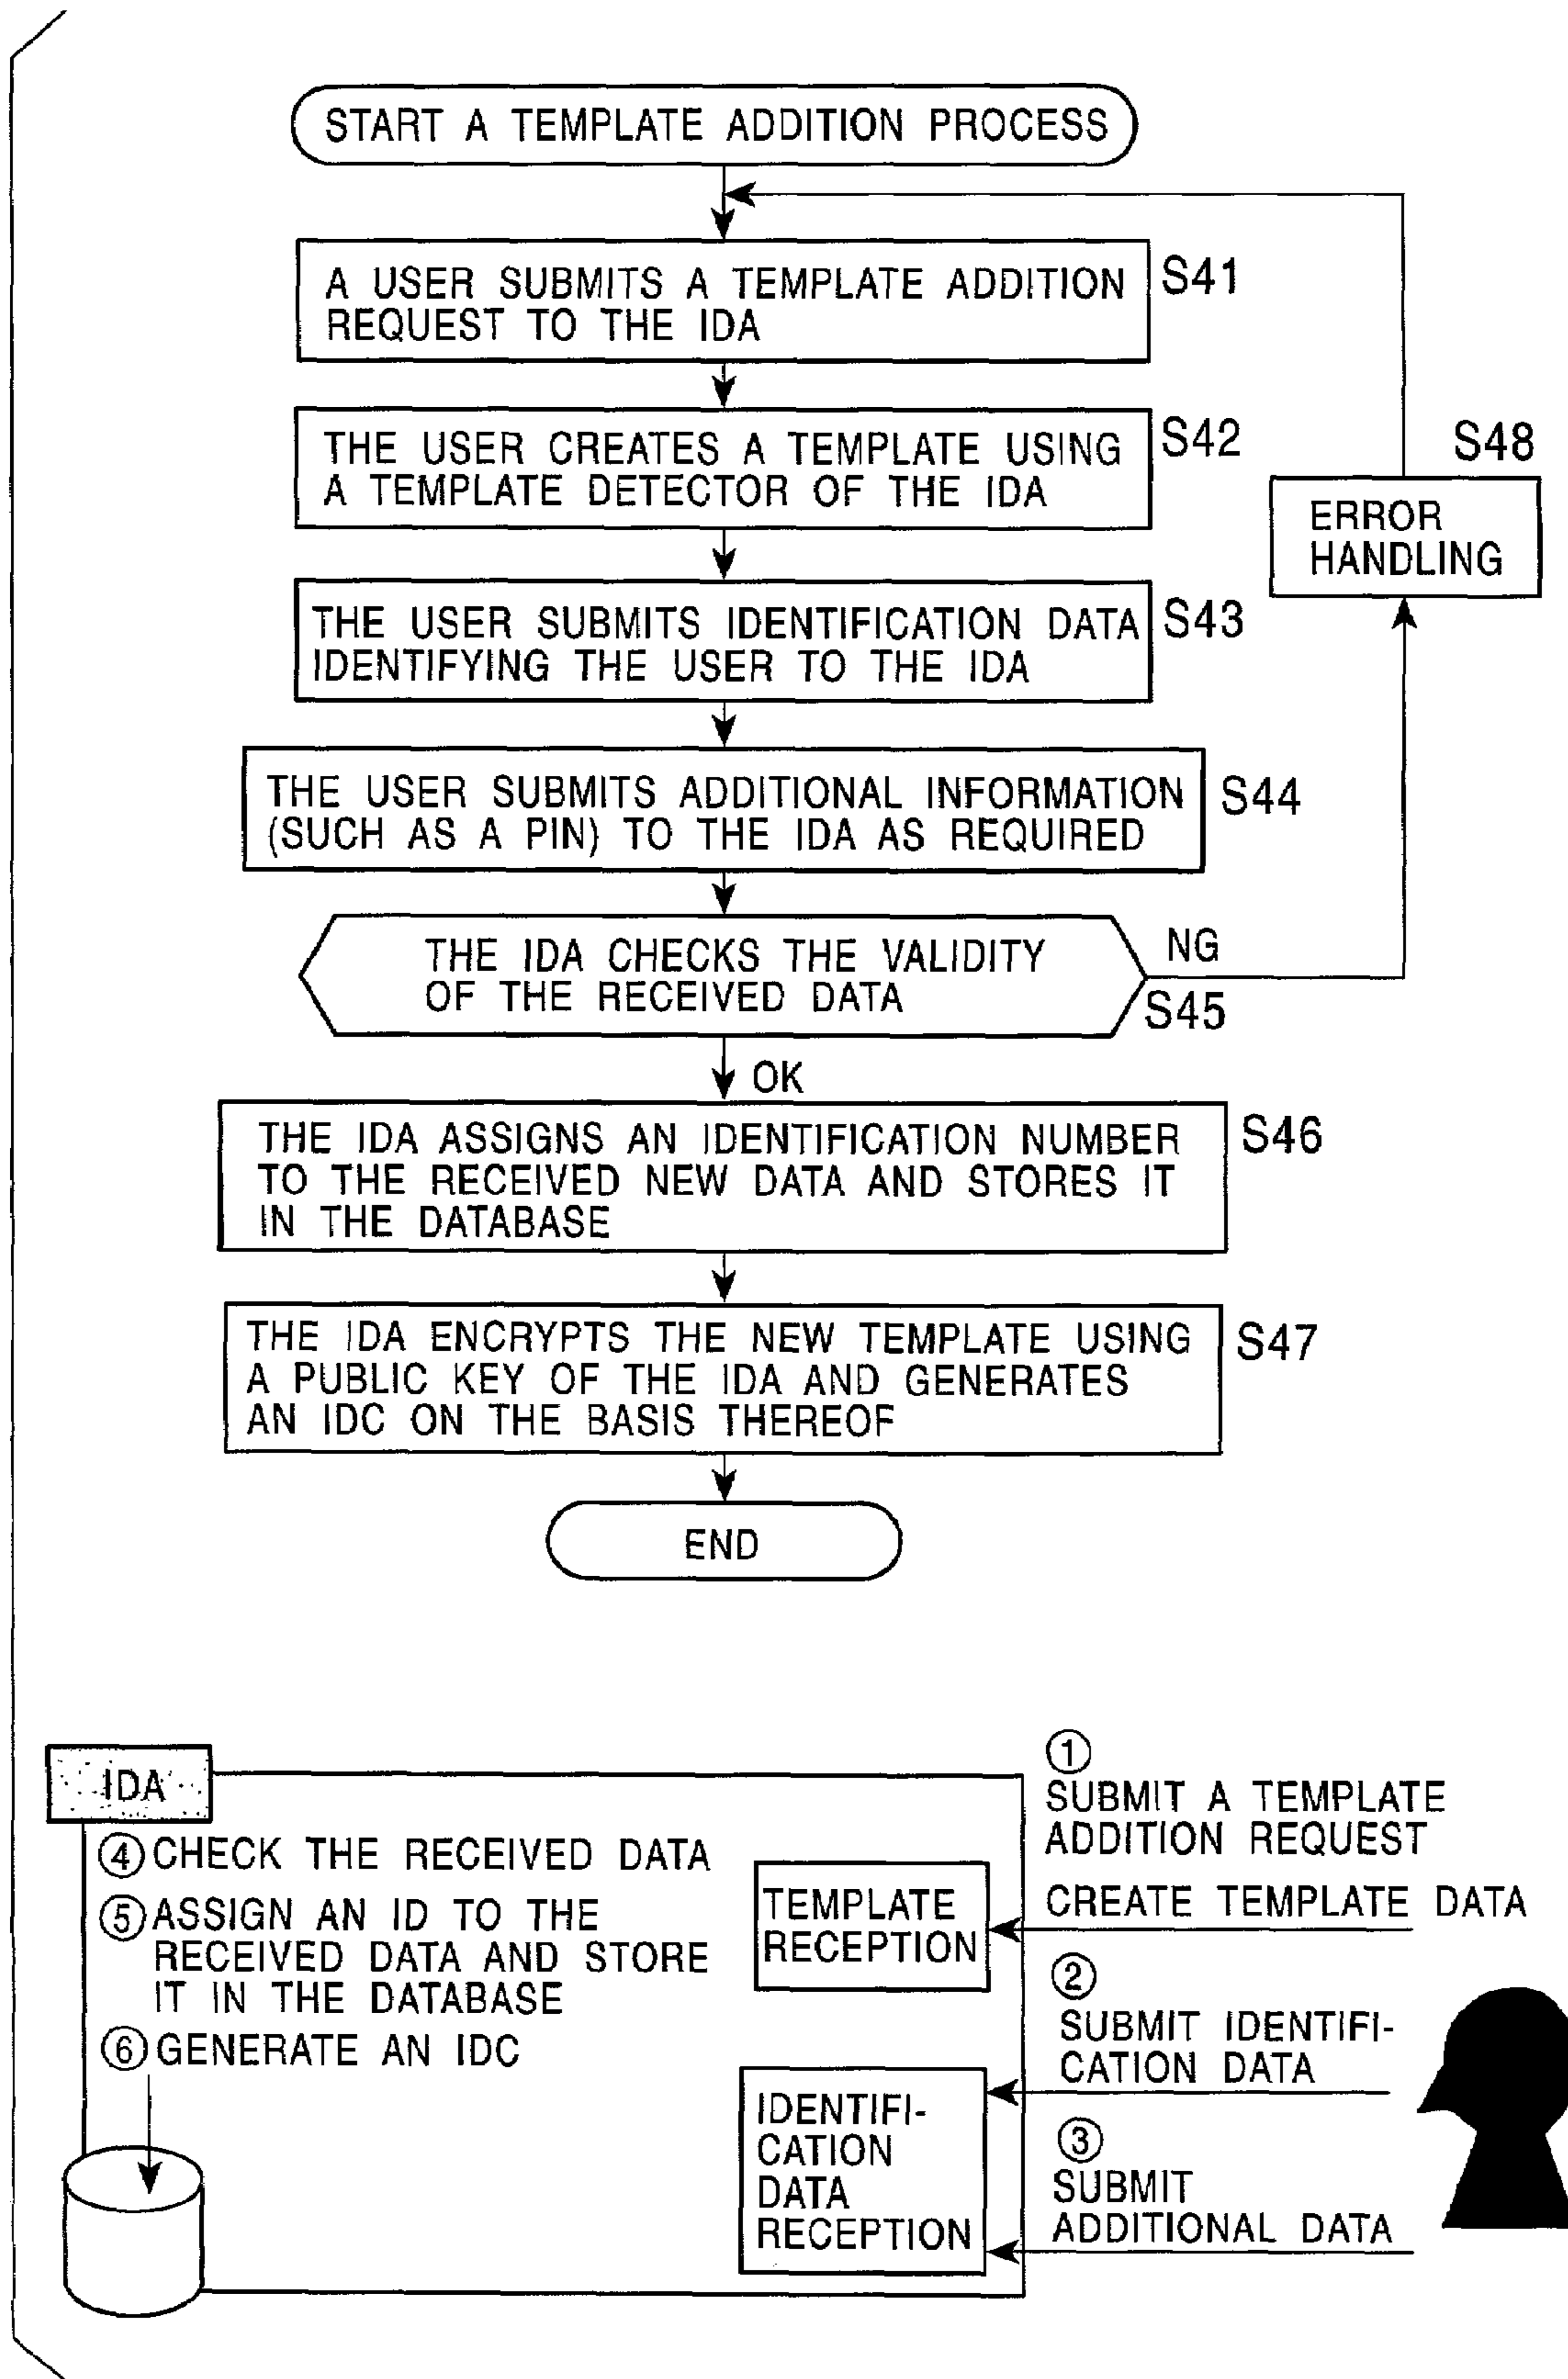 START A TEMPLATE ADDITION PROCESS
A USER SUBMITS A TEMPLATE ADDITION
REQUEST TO THE IDA
S41
THE USER CREATES A TEMPLATE USING
A TEMPLATE DETECTOR OF THE IDA
S42
S48
ERROR
HANDLING
THE USER SUBMITS IDENTIFICATION DATA
IDENTIFYING THE USER TO THE IDA
S43
THE USER SUBMITS ADDITIONAL INFORMATION
(SUCH AS A PIN) TO THE IDA AS REQUIRED
S44
THE IDA CHECKS THE VALIDITY
OF THE RECEIVED DATA
NG
S45
OK
THE IDA ASSIGNS AN IDENTIFICATION NUMBER
TO THE RECEIVED NEW DATA AND STORES IT
IN THE DATABASE
S46
THE IDA ENCRYPTS THE NEW TEMPLATE USING
A PUBLIC KEY OF THE IDA AND GENERATES
AN IDC ON THE BASIS THEREOF
S47
END
IDA
④ CHECK THE RECEIVED DATA
⑤ ASSIGN AN ID TO THE
RECEIVED DATA AND STORE
IT IN THE DATABASE
⑥ GENERATE AN IDC
TEMPLATE
RECEPTION
IDENTIFI-
CATION
DATA
RECEPTION
①
SUBMIT A TEMPLATE
ADDITION REQUEST
CREATE TEMPLATE DATA
②
SUBMIT IDENTIFI-
CATION DATA
③
SUBMIT
ADDITIONAL DATA